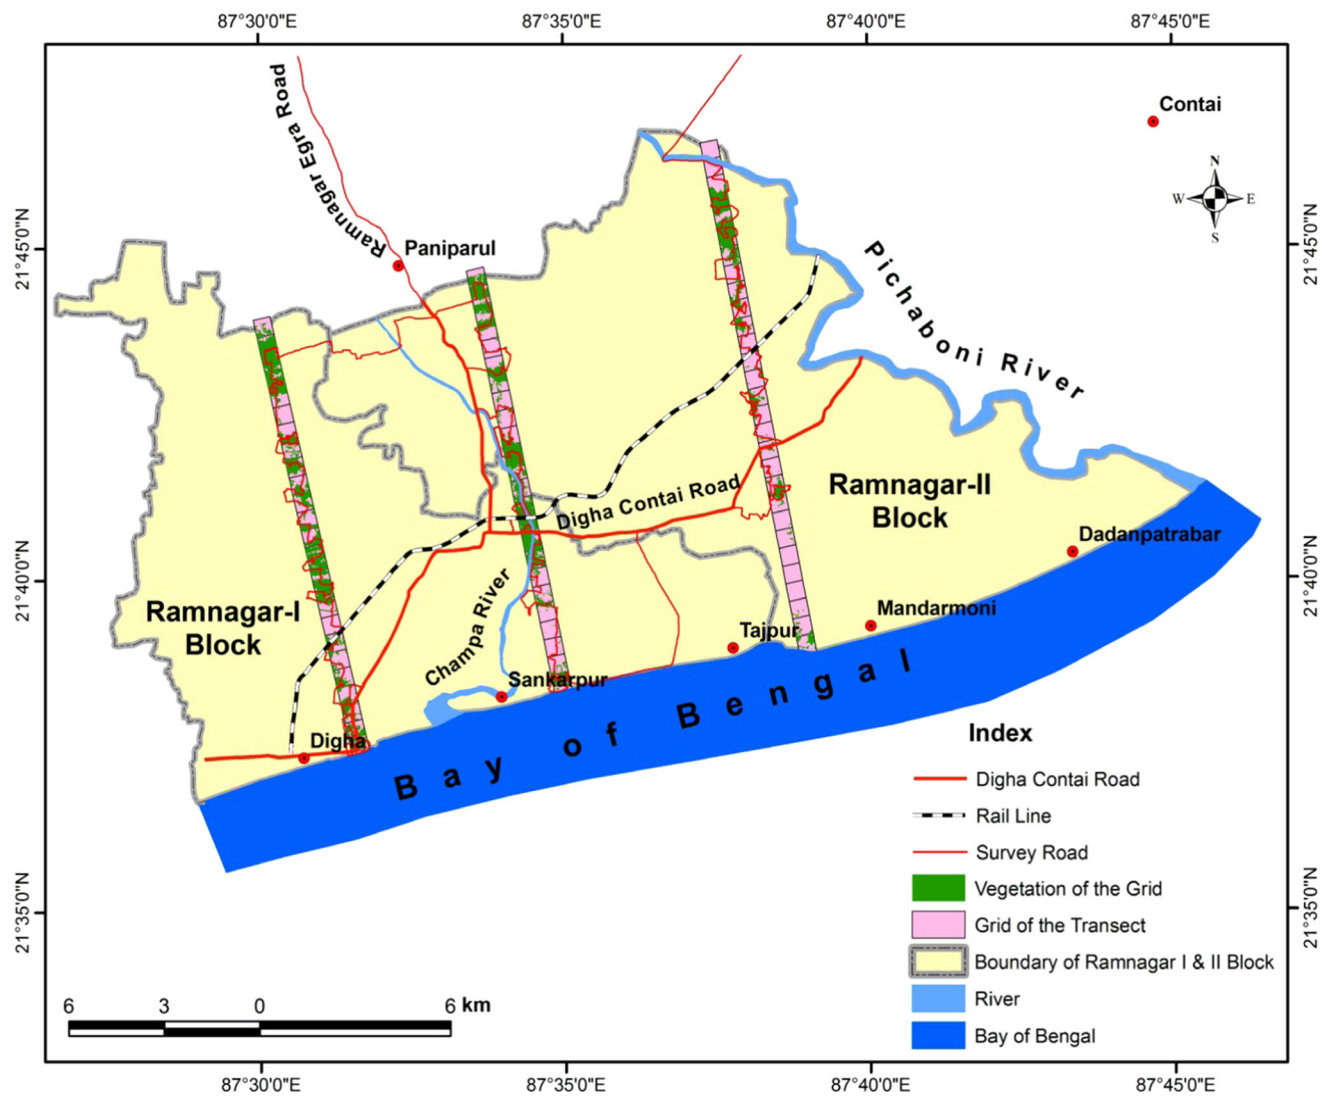 87°30'0"E 87°35'0"E 87°40'0"E 87°45'0"E
Contai
N
W E
S
Ramnagar Egra Road
Paniparul
21°45'0"N
21°45'0"N
Pichaboni River
Digha Contai Road
Ramnagar-II
Block
Dadanpatrabar
21°40'0"N
21°40'0"N
Ramnagar-I
Block
Champa River
Mandarmoni
Tajpur
Sankarpur
Digha
Bay of Bengal
Index
Digha Contai Road
Rail Line
Survey Road
Vegetation of the Grid
Grid of the Transect
Boundary of Ramnagar I & II Block
River
Bay of Bengal
21°35'0"N
21°35'0"N
6 3 0 6 km
87°30'0"E 87°35'0"E 87°40'0"E 87°45'0"E